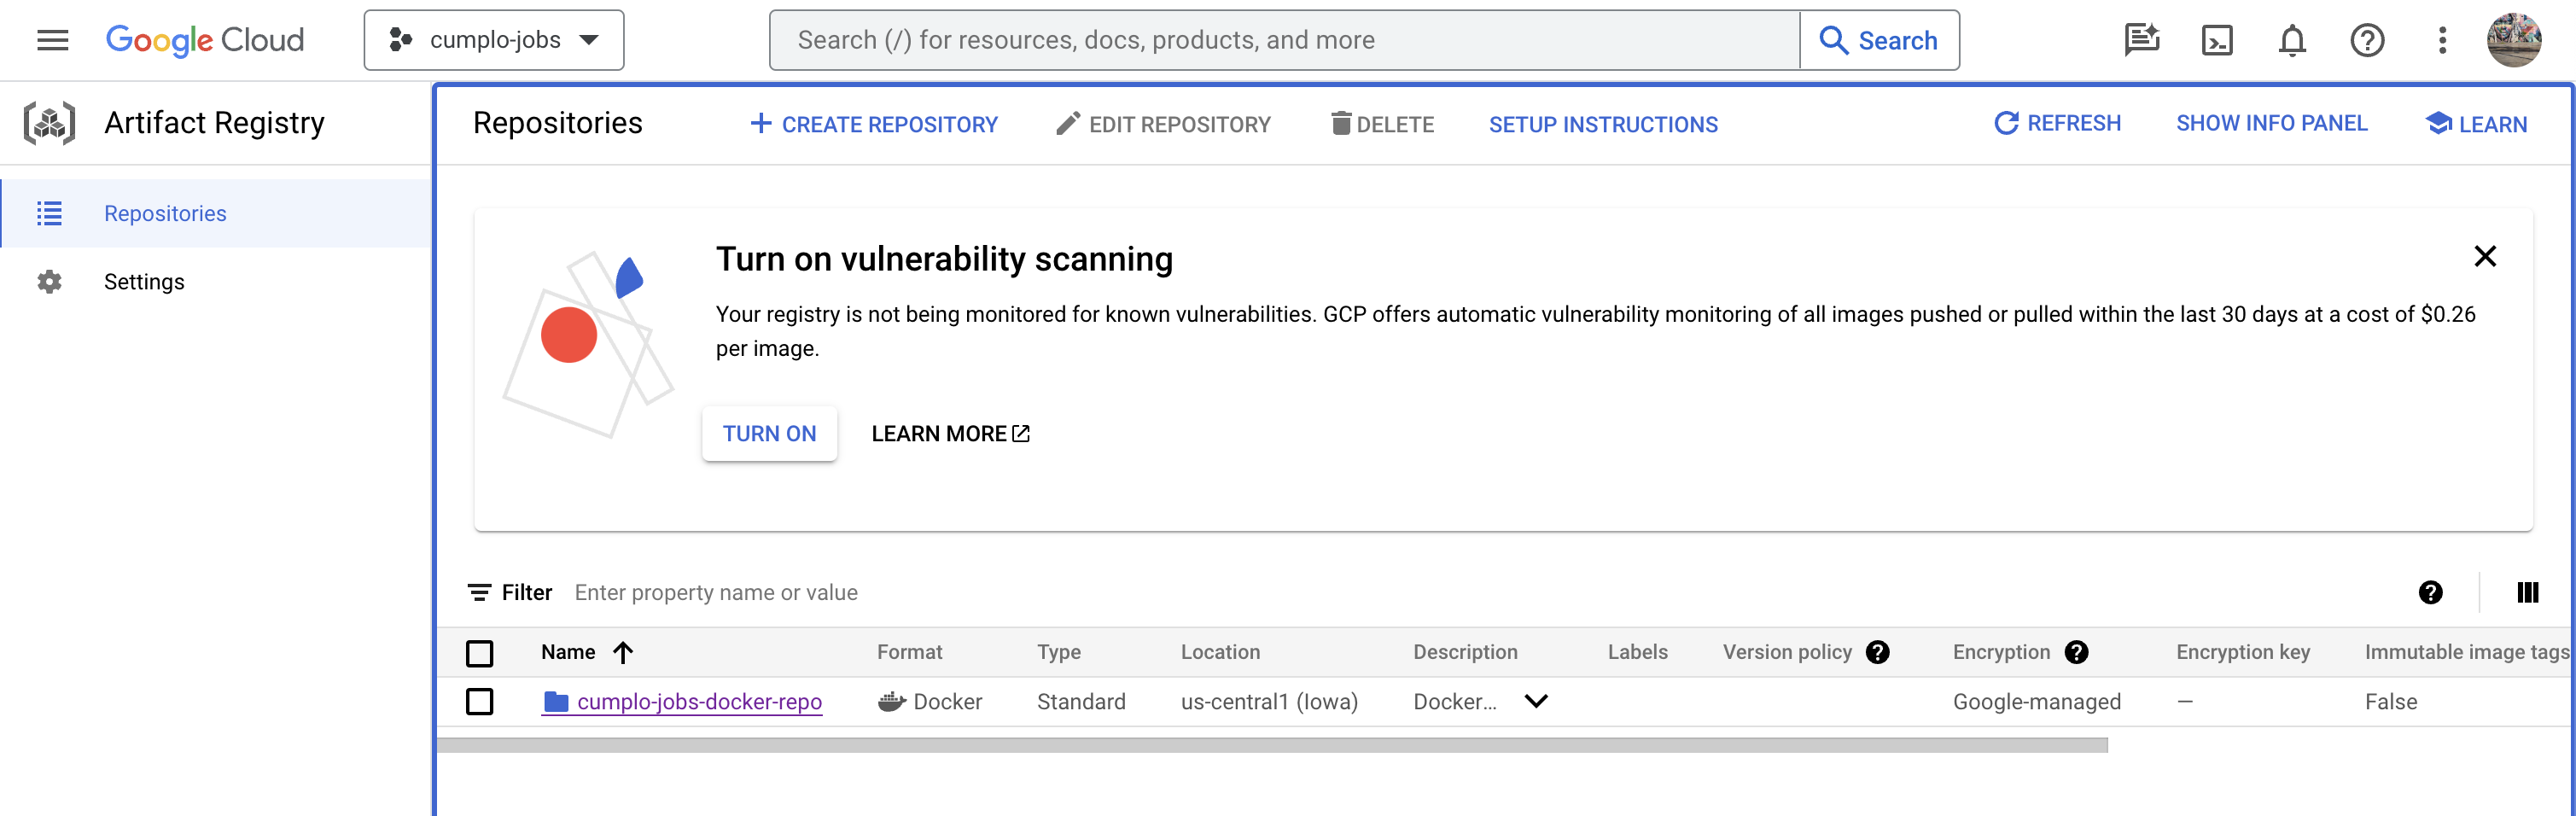 Google Cloud
cumplo-jobs
Search (/) for resources, docs, products, and more
Search
Artifact Registry
Repositories
CREATE REPOSITORY
EDIT REPOSITORY
DELETE
SETUP INSTRUCTIONS
REFRESH
SHOW INFO PANEL
LEARN
Repositories
Settings
Turn on vulnerability scanning
Your registry is not being monitored for known vulnerabilities. GCP offers automatic vulnerability monitoring of all images pushed or pulled within the last 30 days at a cost of $0.26
per image.
TURN ON
LEARN MORE
Filter Enter property name or value
Name Format Type Location Description Labels Version policy Encryption Encryption key Immutable image tags
cumplo-jobs-docker-repo Docker Standard us-central1 (Iowa) Docker... Google-managed — False